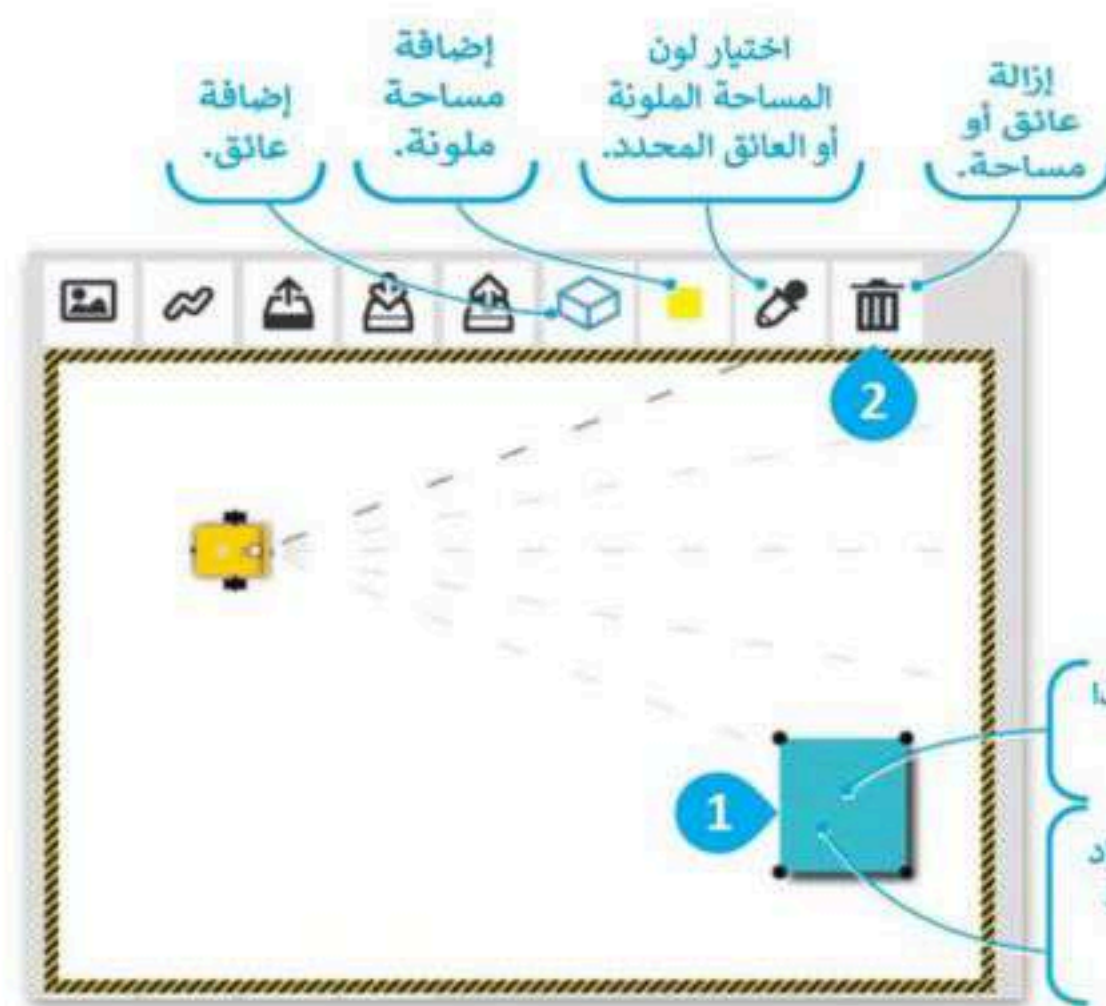 إزالة
عائق أو
مساحة.
اختيار لون
المساحة الملونة
أو العائق المحدد.
إضافة
مساحة
ملونة.
إضافة
عائق.
2
1